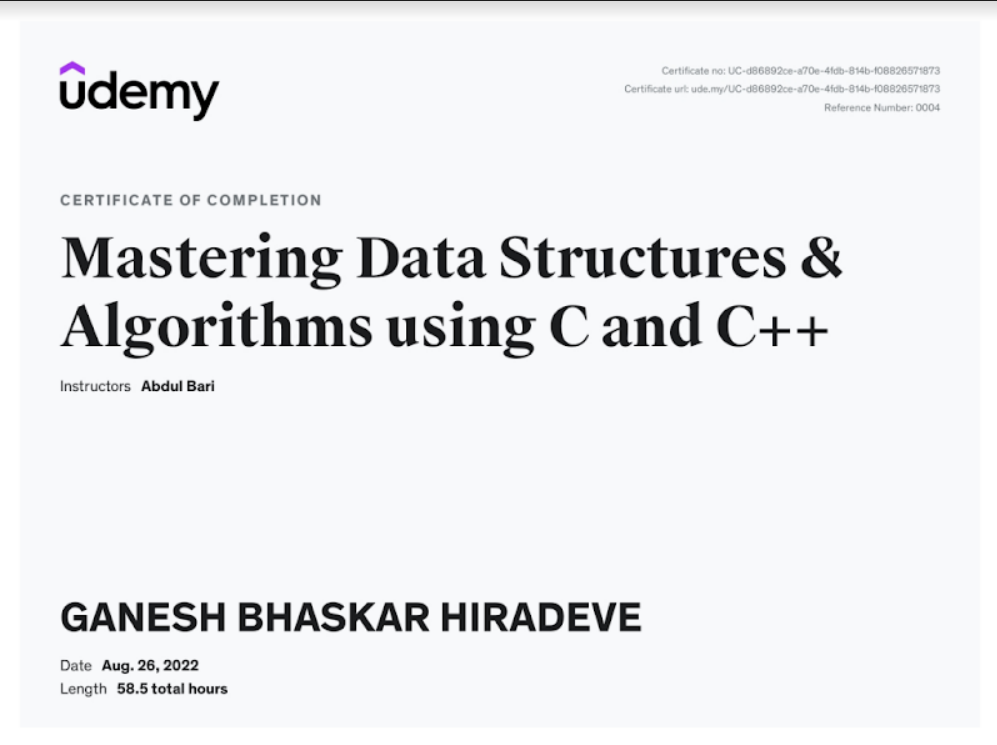 udemy
Certificate no: UC-d86892ce-a70e-4fdb-814b-f08826571873
Certificate url: ude.my/UC-d86892ce-a70e-4fdb-814b-f08826571873
Reference Number: 0004
CERTIFICATE OF COMPLETION
Mastering Data Structures &
Algorithms using C and C++
Instructors Abdul Bari
GANESH BHASKAR HIRADEVE
Date Aug. 26, 2022
Length 58.5 total hours